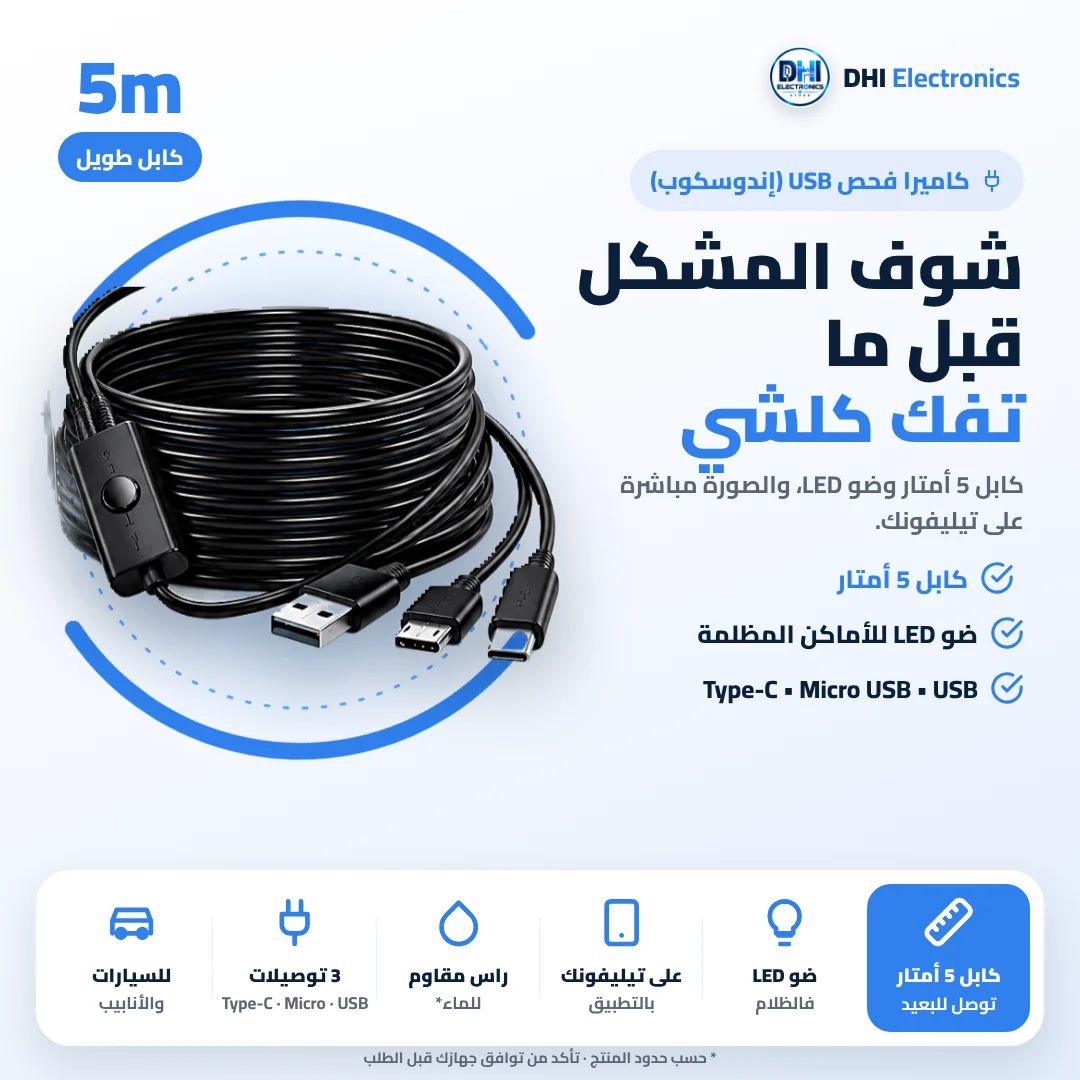 5m
كابل طويل
DHI ELECTRONICS
DHI Electronics
كاميرا فحص USB (إندوسكوب)
شوف المشكل
قبل ما
تفك كلشي
كابل 5 أمتار وضو LED، والصورة مباشرة
على تيليفونك.
كابل 5 أمتار
ضو LED للأماكن المظلمة
Type-C ▪ Micro USB ▪ USB
كابل 5 أمتار
توصل للبعيد
ضو LED
فالظلام
على تيليفونك
بالتطبيق
راس مقاوم
للماء*
3 توصيلات
Type-C · Micro · USB
للسيارات
والأنابيب
* حسب حدود المنتج · تأكد من توافق جهازك قبل الطلب